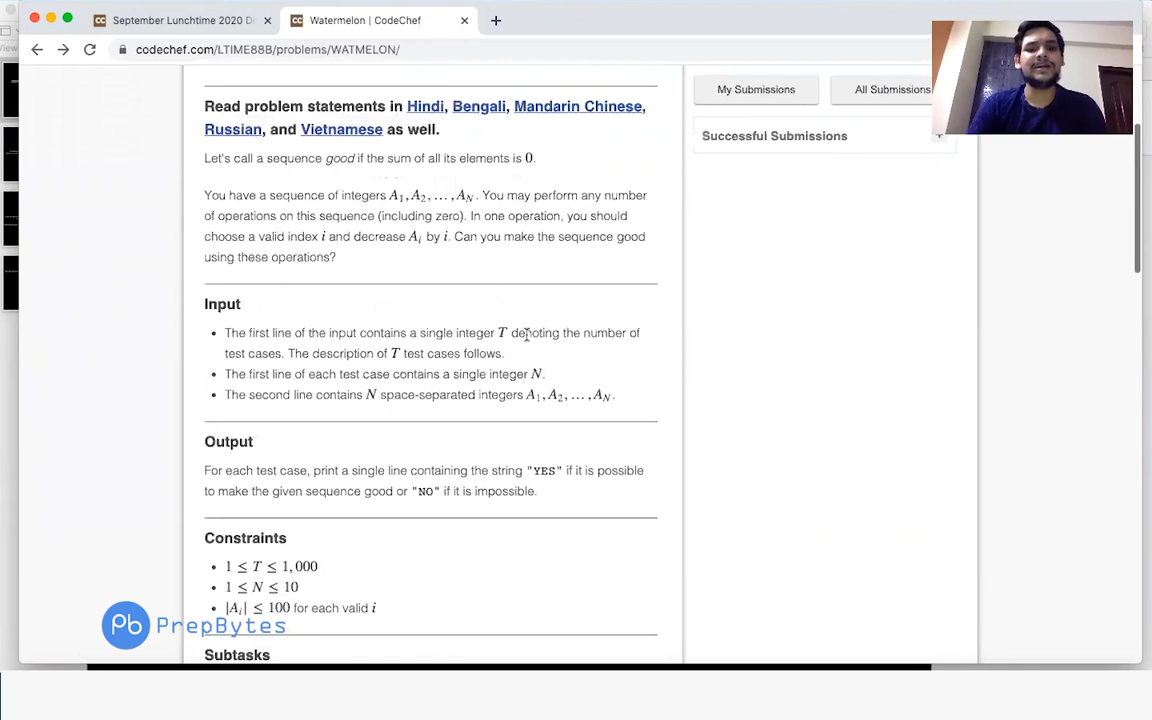 September Lunchtime 2020 D
Watermelon | CodeChef
codechef.com/LTIME88B/problems/WATMELON/
View
My Submissions
All Submissions
Successful Submissions
Read problem statements in Hindi, Bengali, Mandarin Chinese,
Russian, and Vietnamese as well.
Let's call a sequence good if the sum of all its elements is 0.
You have a sequence of integers A1, A2, …, AN. You may perform any number
of operations on this sequence (including zero). In one operation, you should
choose a valid index i and decrease Ai by i. Can you make the sequence good
using these operations?
Input
• The first line of the input contains a single integer T denoting the number of
test cases. The description of T test cases follows.
• The first line of each test case contains a single integer N.
• The second line contains N space-separated integers A1, A2, …, AN.
Output
For each test case, print a single line containing the string "YES" if it is possible
to make the given sequence good or "NO" if it is impossible.
Constraints
• 1 ≤ T ≤ 1,000
• 1 ≤ N ≤ 10
• |Ai| ≤ 100 for each valid i
Pb PrepBytes
Subtasks